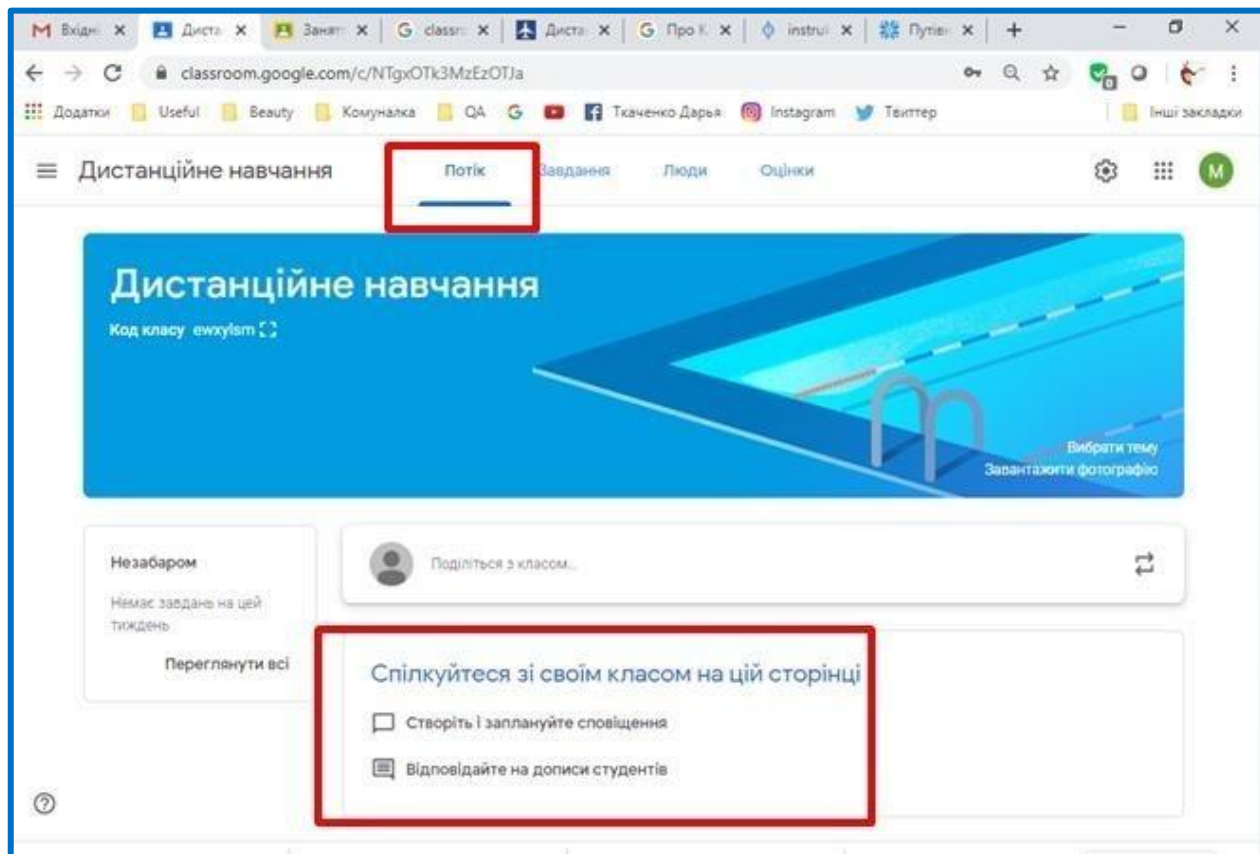 Вхідн Диста Занят classr Диста Про К instruk Путів
classroom.google.com/c/NTgxOTk3MzEzOTJa
Додатки Useful Beauty Комуналка QA Ткаченко Дарья Instagram Твиттер Інші закладки
Дистанційне навчання Потік Завдання Люди Оцінки M
Дистанційне навчання
Код класу ewxylsm
Вибрати тему
Завантажити фотографію
Незабаром
Немає завдань на цей
тиждень
Переглянути всі
Поділіться з класом...
Спілкуйтеся зі своїм класом на цій сторінці
Створіть і заплануйте сповіщення
Відповідайте на дописи студентів